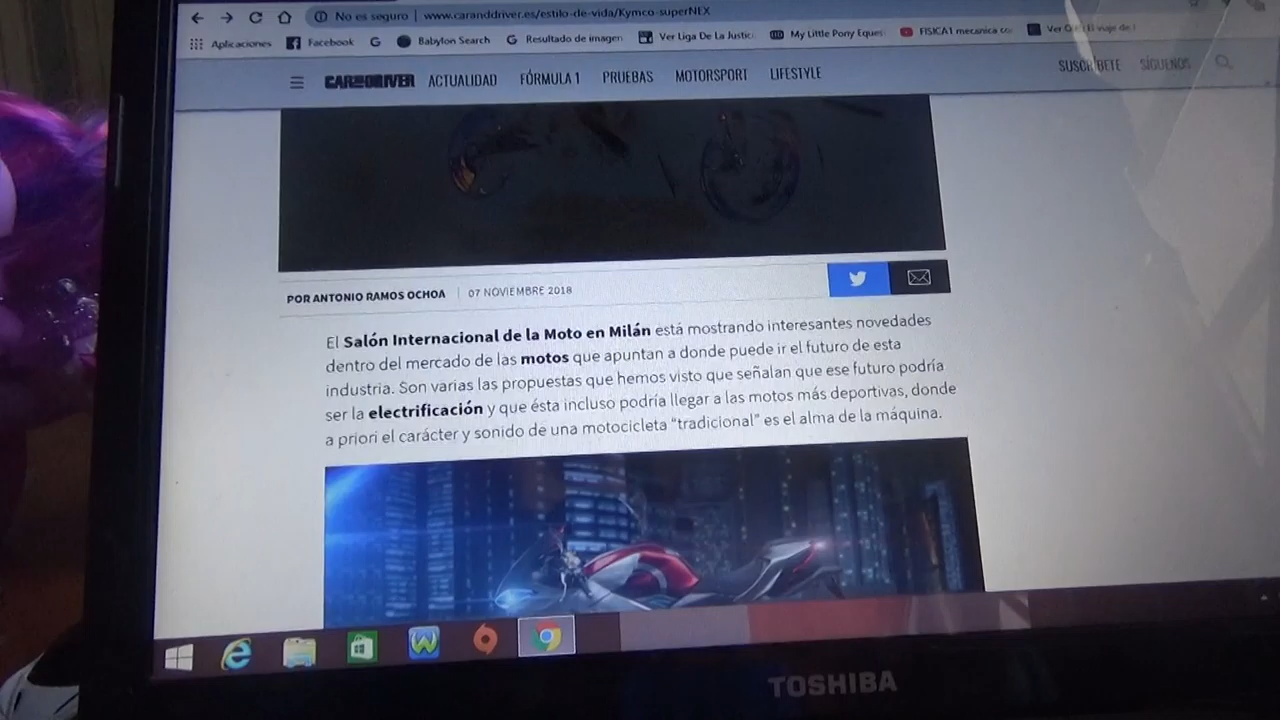 No es seguro | www.caranddriver.es/estilo-de-vida/Kymco-superNEX
Aplicaciones Facebook Babylon Search Resultado de imagen Ver Liga De La Justic My Little Pony Eques FISICA1 mecanica co Ver
CAR AND DRIVER ACTUALIDAD FÓRMULA 1 PRUEBAS MOTORSPORT LIFESTYLE SUSCRÍBETE SÍGUENOS
POR ANTONIO RAMOS OCHOA | 07 NOVIEMBRE 2018
El Salón Internacional de la Moto en Milán está mostrando interesantes novedades
dentro del mercado de las motos que apuntan a donde puede ir el futuro de esta
industria. Son varias las propuestas que hemos visto que señalan que ese futuro podría
ser la electrificación y que ésta incluso podría llegar a las motos más deportivas, donde
a priori el carácter y sonido de una motocicleta “tradicional” es el alma de la máquina.
TOSHIBA